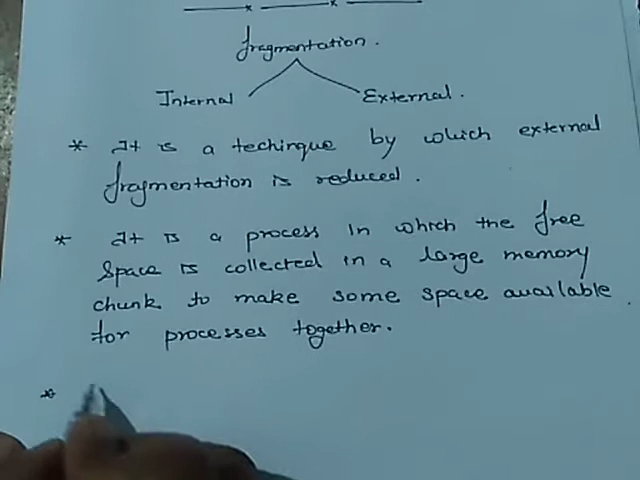 fragmentation.
Internal External.
* It is a techinque by which external
fragmentation is reduced.
* It is a process in which the free
space is collected in a large memory
chunk to make some space available
for processes together.
*